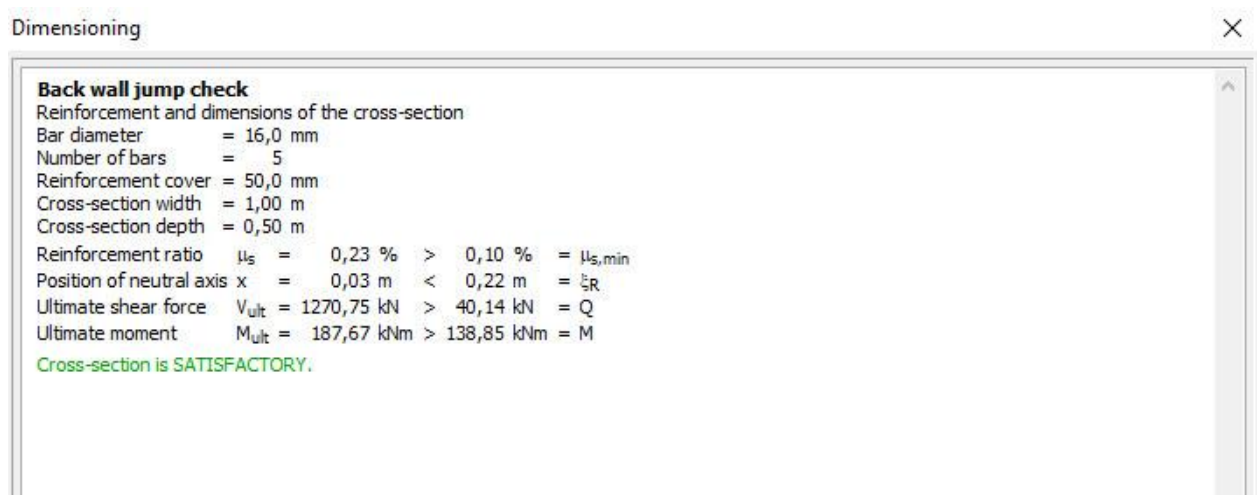 Dimensioning
Back wall jump check
Reinforcement and dimensions of the cross-section
Bar diameter = 16,0 mm
Number of bars = 5
Reinforcement cover = 50,0 mm
Cross-section width = 1,00 m
Cross-section depth = 0,50 m
Reinforcement ratio μs = 0,23 % > 0,10 % = μs,min
Position of neutral axis x = 0,03 m < 0,22 m = ξR
Ultimate shear force Vult = 1270,75 kN > 40,14 kN = Q
Ultimate moment Mult = 187,67 kNm > 138,85 kNm = M
Cross-section is SATISFACTORY.